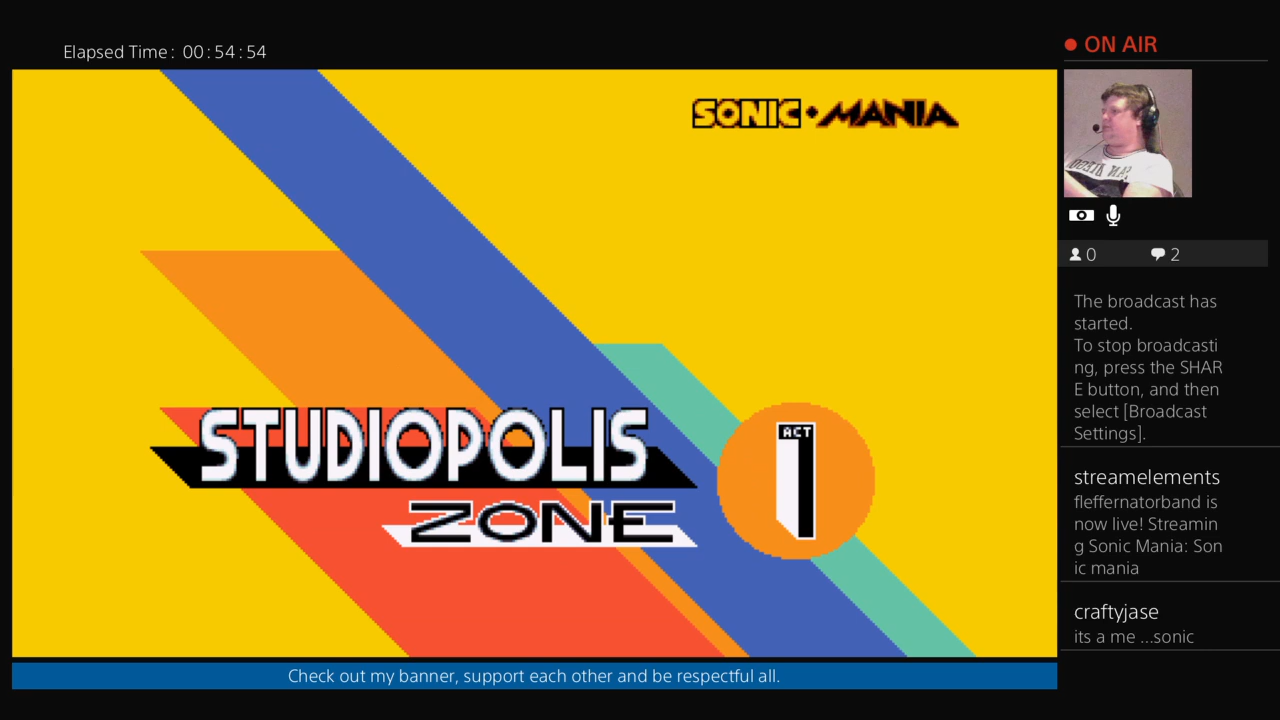 Elapsed Time: 00:54:54
ON AIR
SONIC MANIA
0
2
The broadcast has
started.
To stop broadcasti
ng, press the SHAR
E button, and then
select [Broadcast
Settings].
streamelements
fleffernatorband is
now live! Streamin
g Sonic Mania: Son
ic mania
craftyjase
its a me ...sonic
STUDIOPOLIS
ZONE
ACT
1
Check out my banner, support each other and be respectful all.